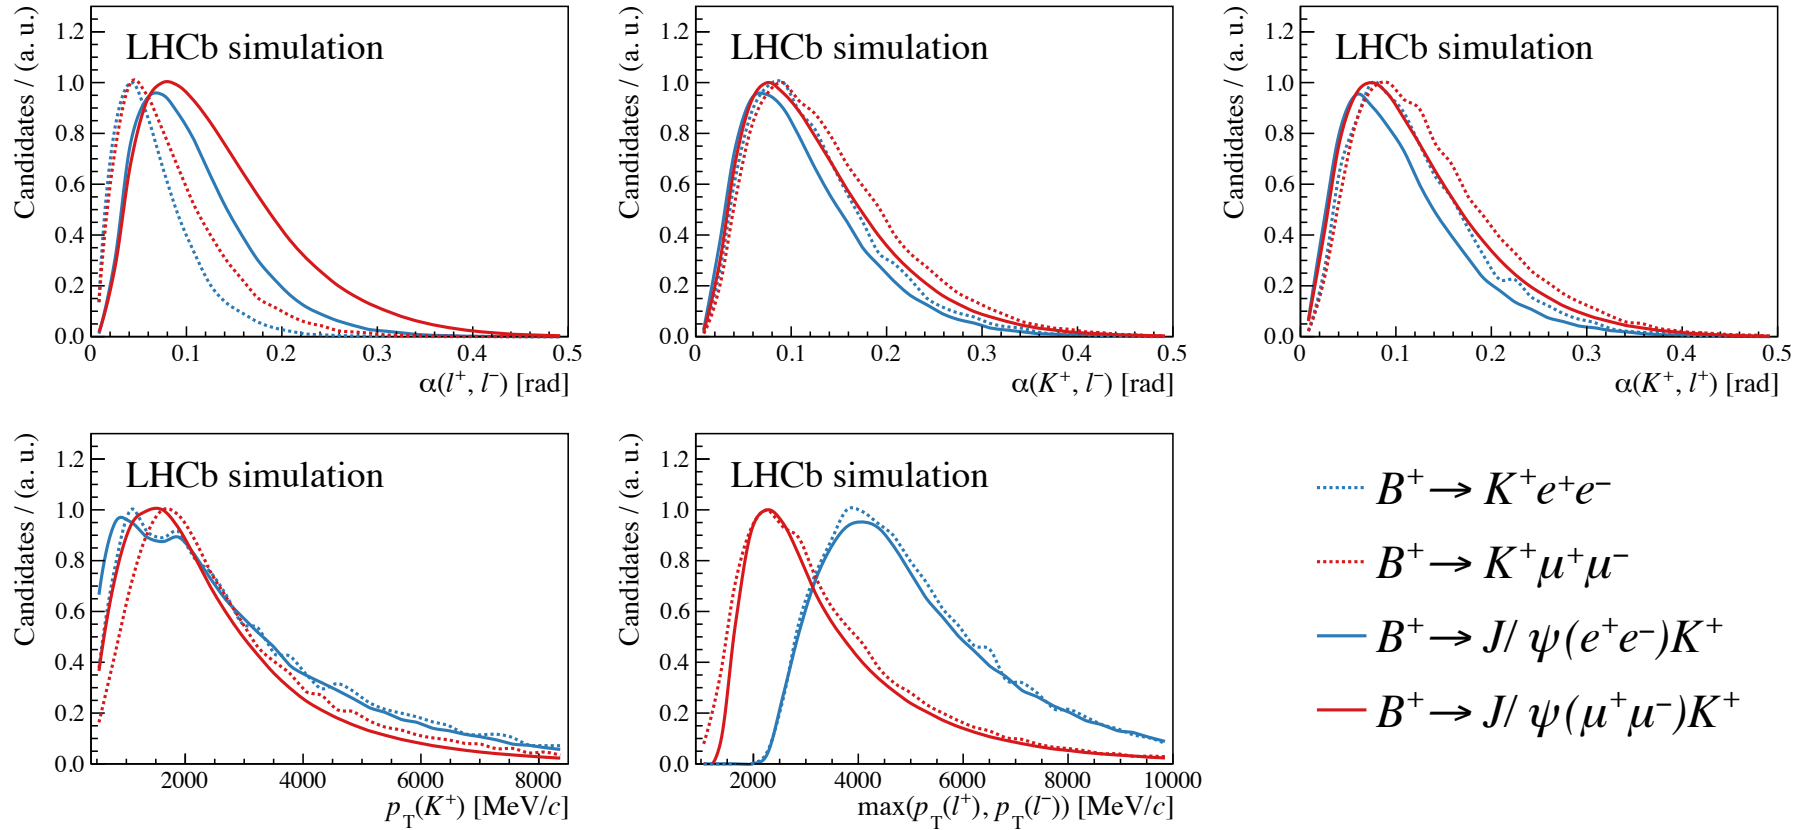 Candidates / (a. u.)
LHCb simulation
1.2
1.0
0.8
0.6
0.4
0.2
0.0
0 0.1 0.2 0.3 0.4 0.5
α(l⁺, l⁻) [rad]
Candidates / (a. u.)
LHCb simulation
1.2
1.0
0.8
0.6
0.4
0.2
0.0
0 0.1 0.2 0.3 0.4 0.5
α(K⁺, l⁻) [rad]
Candidates / (a. u.)
LHCb simulation
1.2
1.0
0.8
0.6
0.4
0.2
0.0
0 0.1 0.2 0.3 0.4 0.5
α(K⁺, l⁺) [rad]
Candidates / (a. u.)
LHCb simulation
1.2
1.0
0.8
0.6
0.4
0.2
0.0
2000 4000 6000 8000
p_T(K⁺) [MeV/c]
Candidates / (a. u.)
LHCb simulation
1.2
1.0
0.8
0.6
0.4
0.2
0.0
2000 4000 6000 8000 10000
max(p_T(l⁺), p_T(l⁻)) [MeV/c]
B⁺ → K⁺e⁺e⁻
B⁺ → K⁺μ⁺μ⁻
B⁺ → J/ψ(e⁺e⁻)K⁺
B⁺ → J/ψ(μ⁺μ⁻)K⁺